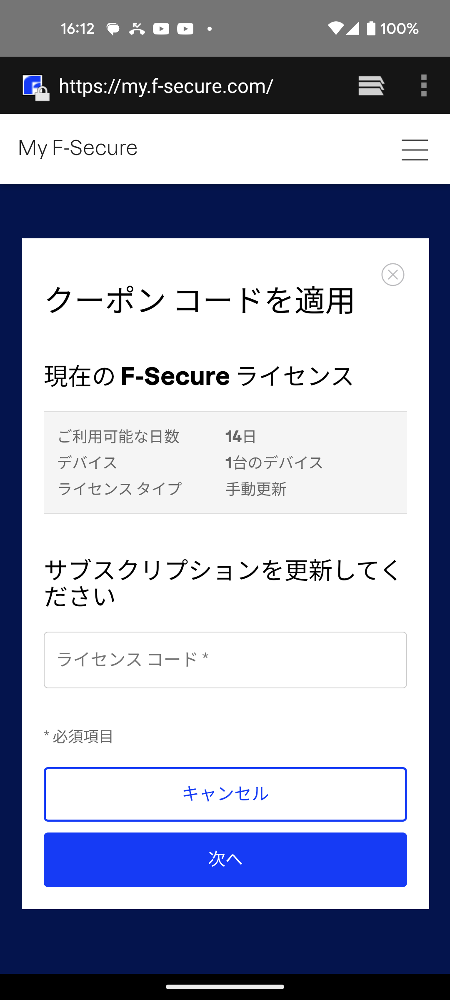 16:12
100%
https://my.f-secure.com/
My F-Secure
クーポン コードを適用
現在の F-Secure ライセンス
ご利用可能な日数 14日
デバイス 1台のデバイス
ライセンス タイプ 手動更新
サブスクリプションを更新してく
ださい
ライセンス コード *
* 必須項目
キャンセル
次へ